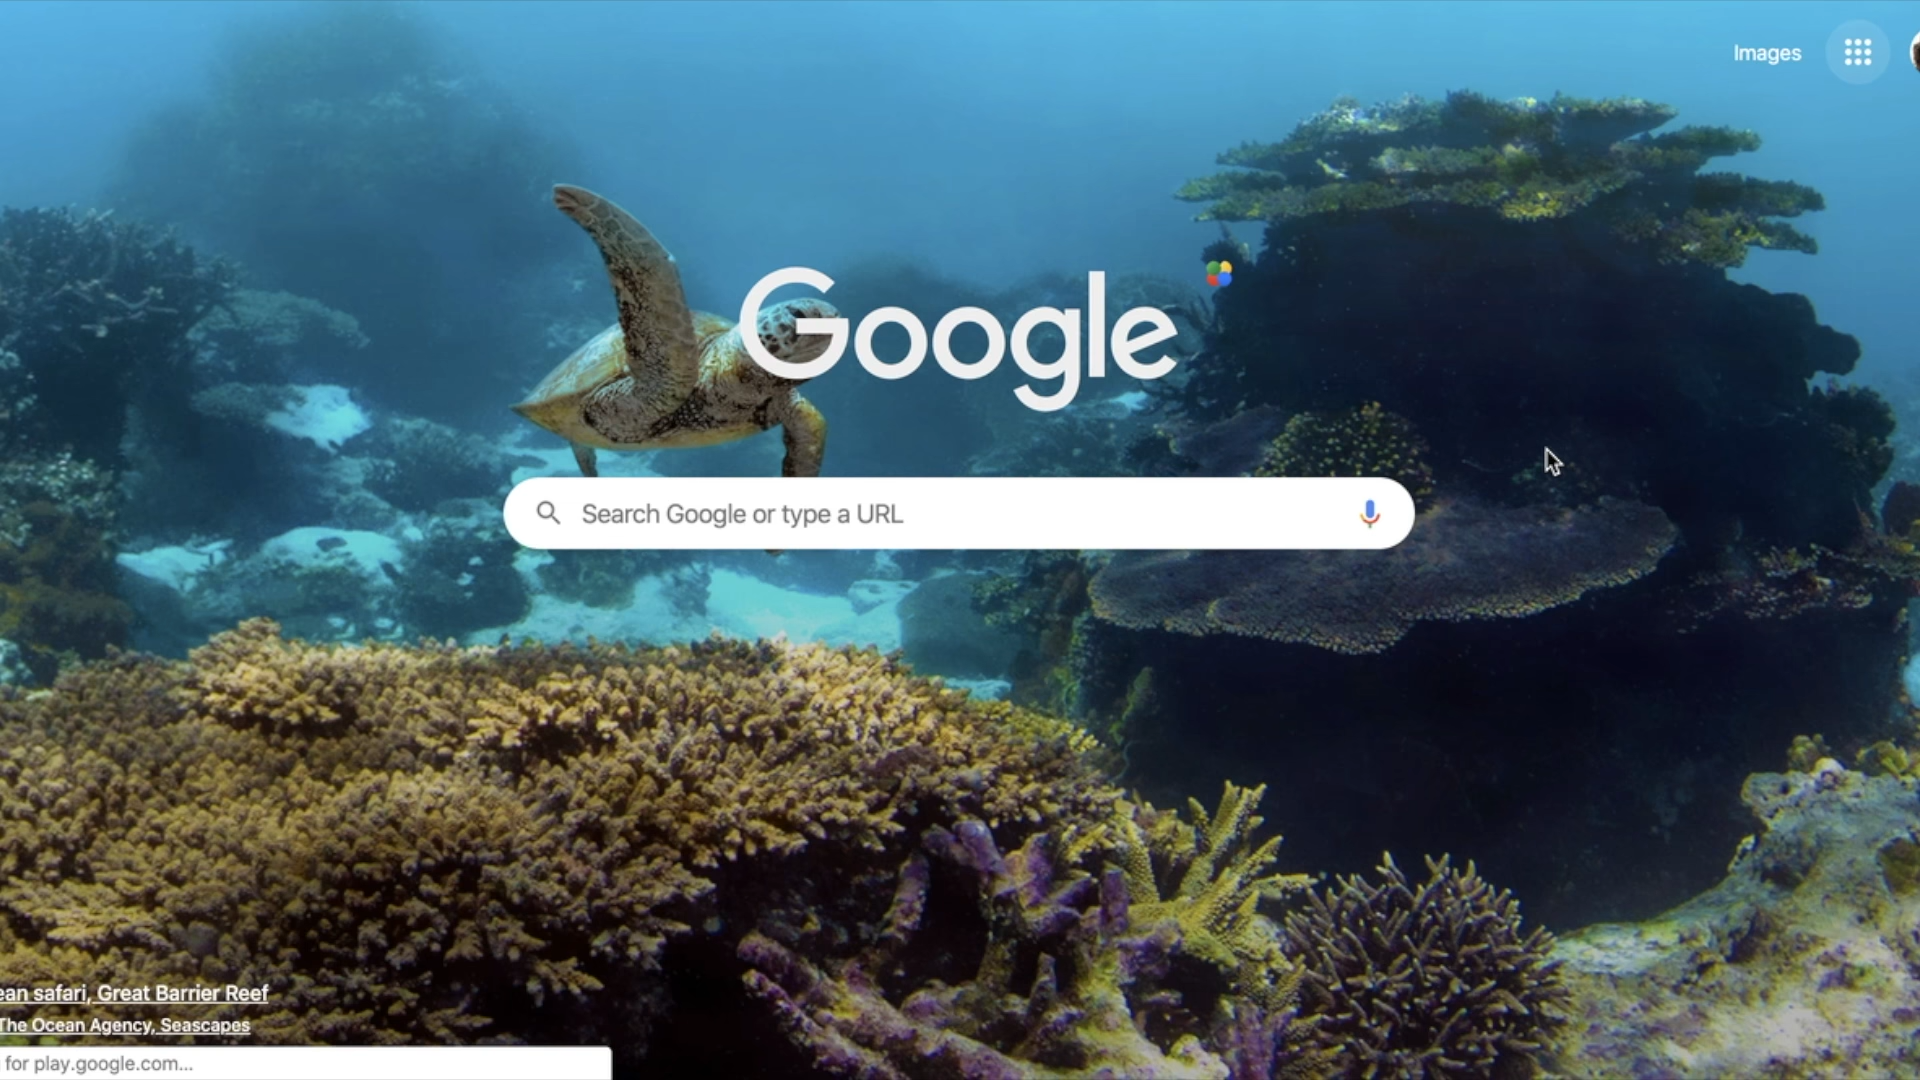 Images
Google
Search Google or type a URL
ean safari, Great Barrier Reef
The Ocean Agency, Seascapes
for play.google.com...